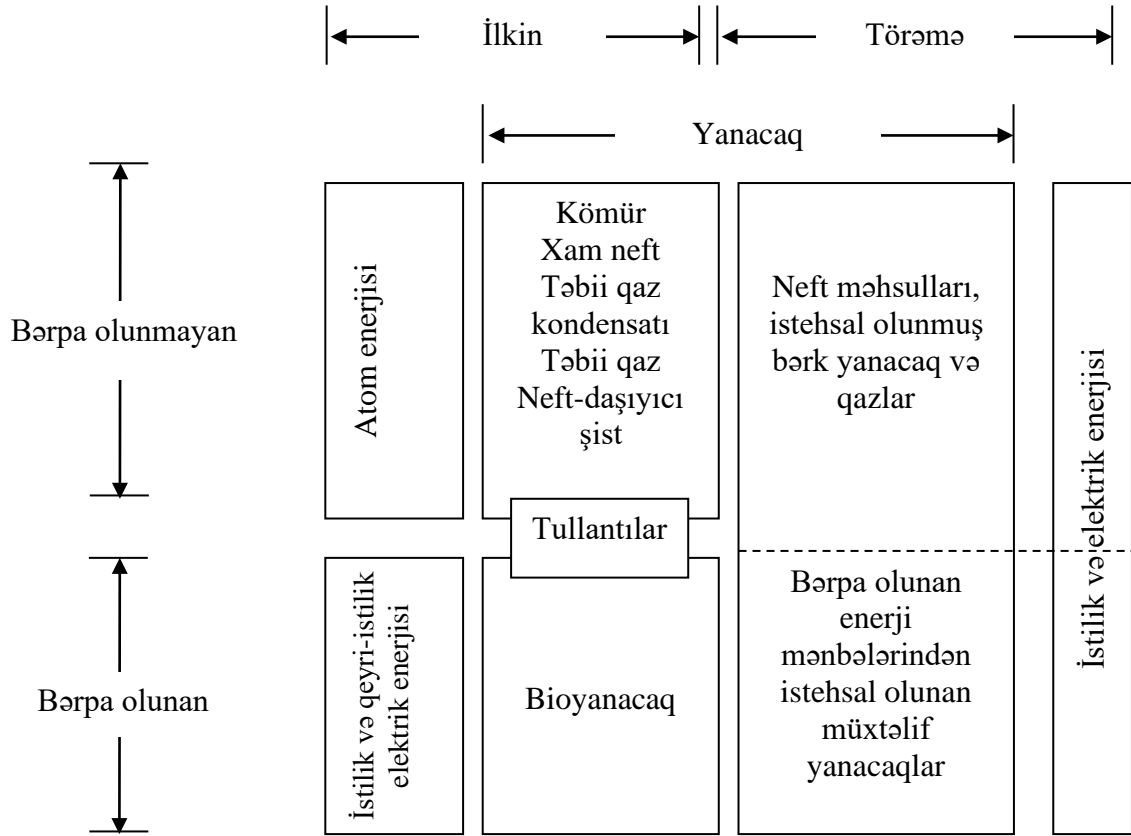 İlkin
Törəmə
Yanacaq
Bərpa olunmayan
Atom enerjisi
Kömür
Xam neft
Təbii qaz
kondensatı
Təbii qaz
Neft-daşıyıcı
şist
Neft məhsulları,
istehsal olunmuş
bərk yanacaq və
qazlar
İstilik və elektrik enerjisi
Tullantılar
Bərpa olunan
İstilik və qeyri-istilik
elektrik enerjisi
Bioyanacaq
Bərpa olunan
enerji
mənbələrindən
istehsal olunan
müxtəlif
yanacaqlar